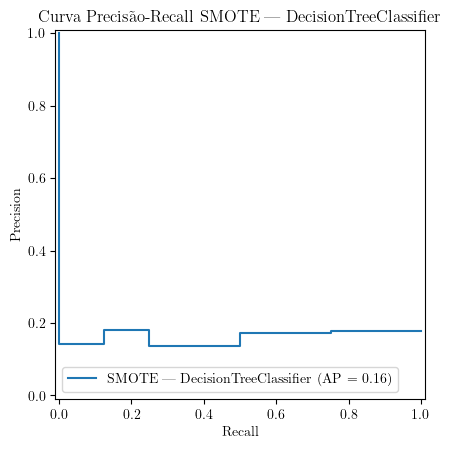 Curva Precisão-Recall SMOTE — DecisionTreeClassifier
1.0
0.8
0.6
0.4
0.2
0.0
Precision
SMOTE — DecisionTreeClassifier (AP = 0.16)
0.0 0.2 0.4 0.6 0.8 1.0
Recall